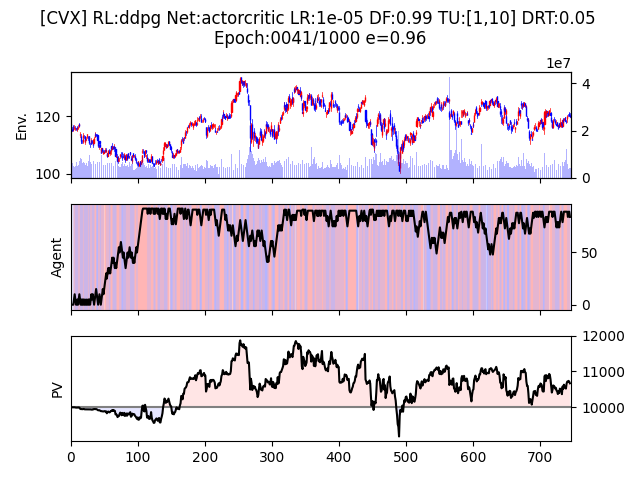 [CVX] RL:ddpg Net:actorcritic LR:1e-05 DF:0.99 TU:[1,10] DRT:0.05
Epoch:0041/1000 e=0.96
1e7
Env.
120
100
4
2
0
Agent
50
0
PV
12000
11000
10000
0 100 200 300 400 500 600 700